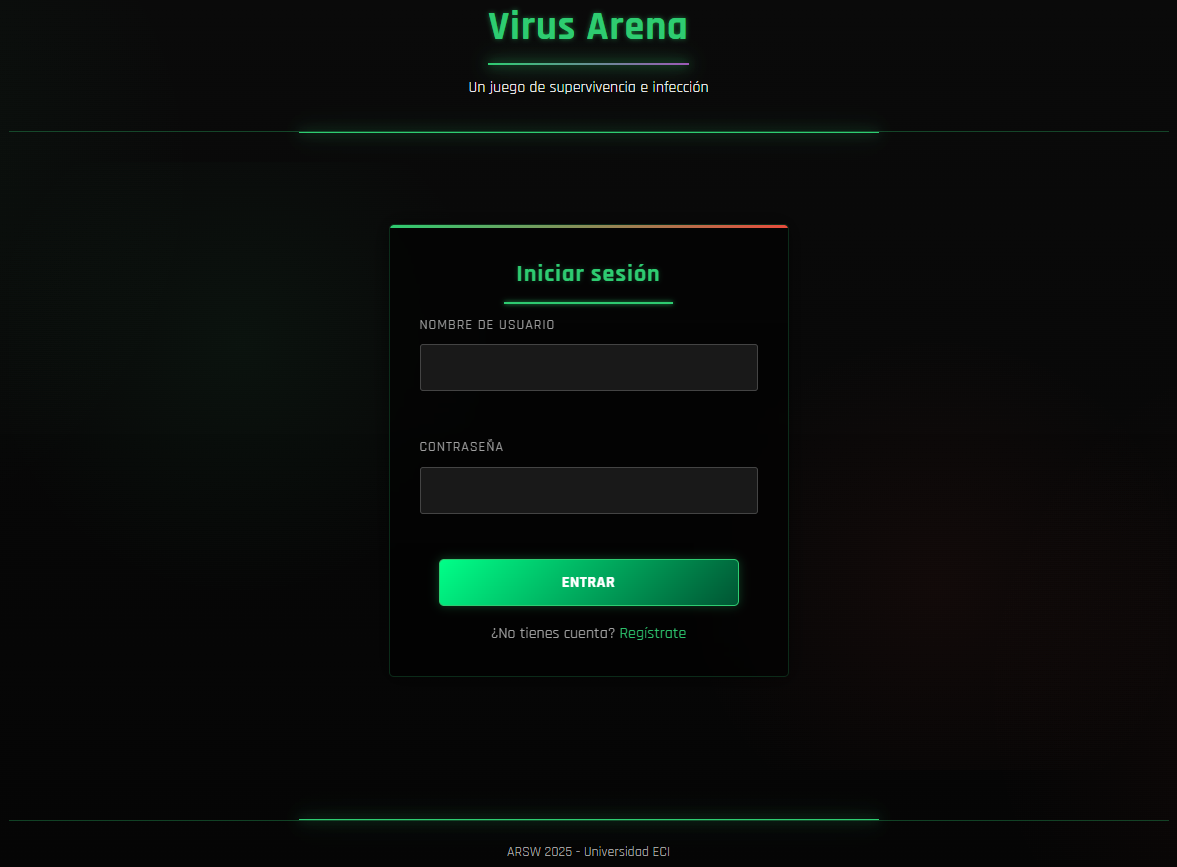 Virus Arena
Un juego de supervivencia e infección
Iniciar sesión
NOMBRE DE USUARIO
CONTRASEÑA
ENTRAR
¿No tienes cuenta? Regístrate
ARSW 2025 - Universidad ECI